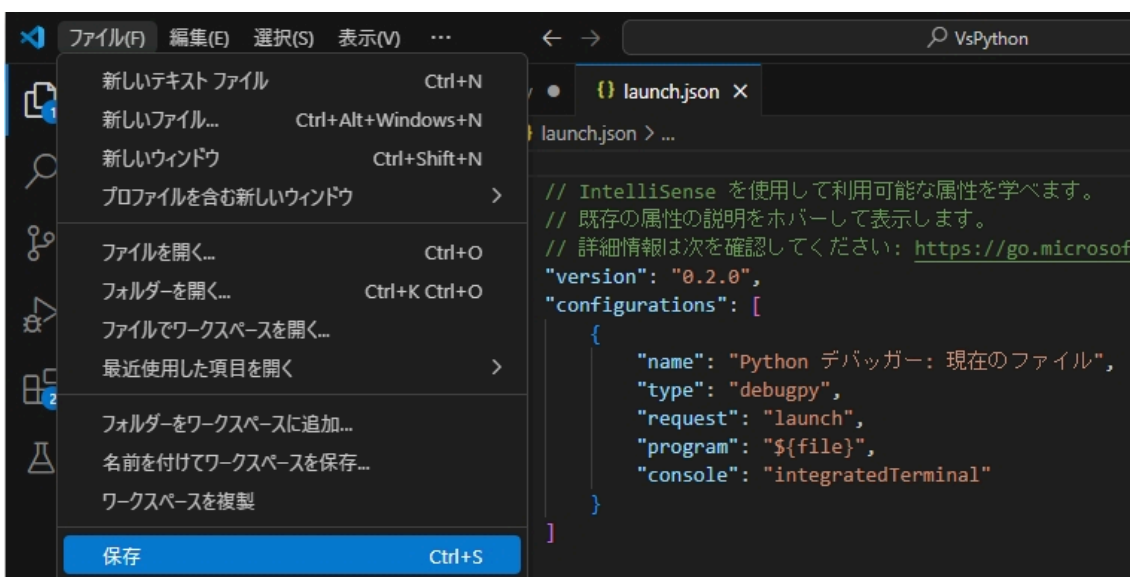 ファイル(F) 編集(E) 選択(S) 表示(V) ···
VsPython
新しいテキスト ファイル Ctrl+N
新しいファイル... Ctrl+Alt+Windows+N
新しいウィンドウ Ctrl+Shift+N
プロファイルを含む新しいウィンドウ
ファイルを開く... Ctrl+O
フォルダーを開く... Ctrl+K Ctrl+O
ファイルでワークスペースを開く...
最近使用した項目を開く
フォルダーをワークスペースに追加...
名前を付けてワークスペースを保存...
ワークスペースを複製
保存 Ctrl+S
1
2
{} launch.json ×
launch.json > ...
// IntelliSense を使用して利用可能な属性を学べます。
// 既存の属性の説明をホバーして表示します。
// 詳細情報は次を確認してください: https://go.microsof
"version": "0.2.0",
"configurations": [
{
"name": "Python デバッガー: 現在のファイル",
"type": "debugpy",
"request": "launch",
"program": "${file}",
"console": "integratedTerminal"
}
]